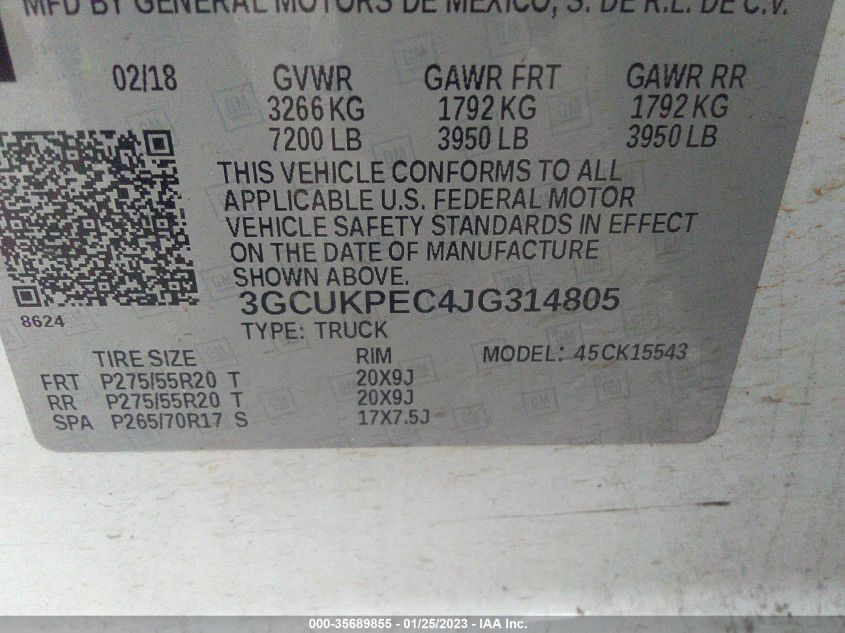 MFD BY GENERAL MOTORS DE MEXICO, S. DE R.L. DE C.V.
02/18 GVWR GAWR FRT GAWR RR
3266 KG 1792 KG 1792 KG
7200 LB 3950 LB 3950 LB
THIS VEHICLE CONFORMS TO ALL
APPLICABLE U.S. FEDERAL MOTOR
VEHICLE SAFETY STANDARDS IN EFFECT
ON THE DATE OF MANUFACTURE
SHOWN ABOVE.
3GCUKPEC4JG314805
8624
TYPE: TRUCK
TIRE SIZE RIM MODEL: 45CK15543
FRT P275/55R20 T 20X9J
RR P275/55R20 T 20X9J
SPA P265/70R17 S 17X7.5J
000-35689855 - 01/25/2023 - IAA Inc.